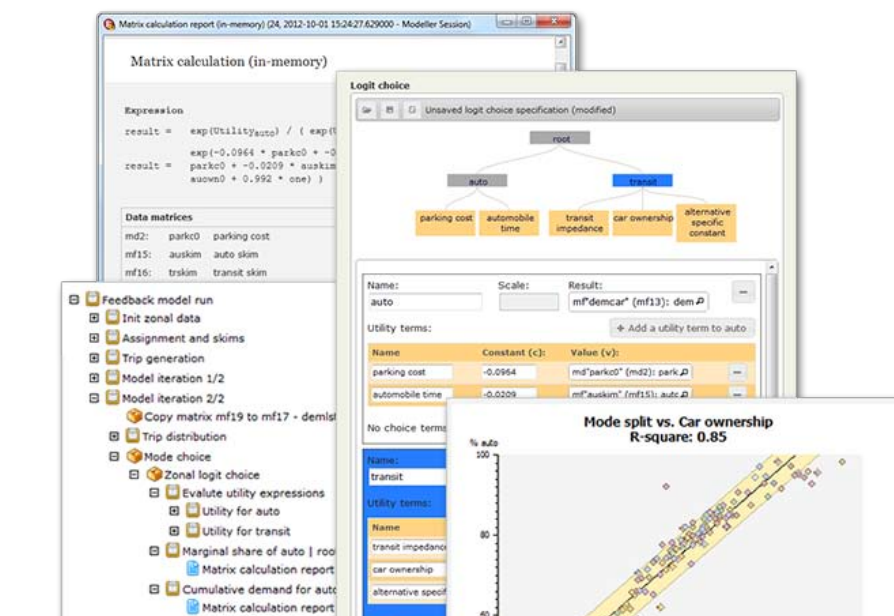 Matrix calculation report (in-memory) (24, 2012-10-01 15:24:27.629000 - Modeller Session)
Matrix calculation (in-memory)
Expression
result = exp(Utilityauto) / ( exp(U
exp(-0.0964 * parkc0 + -0
result = parkc0 + -0.0209 * auskim
auown0 + 0.992 * one) )
Data matrices
md2: parkc0 parking cost
mf15: auskim auto skim
mf16: trskim transit skim
Logit choice
Unsaved logit choice specification (modified)
root
auto transit
parking cost automobile time transit impedance car ownership alternative specific constant
Name: Scale: Result:
auto mf"demcar" (mf13): dem
Utility terms: + Add a utility term to auto
Name Constant (c): Value (v):
parking cost -0.0964 md"parkc0" (md2): park
automobile time -0.0209 mf"auskim" (mf15): autc
No choice terms
Name:
transit
Utility terms:
Name
transit impedance
car ownership
alternative specif
Feedback model run
Init zonal data
Assignment and skims
Trip generation
Model iteration 1/2
Model iteration 2/2
Copy matrix mf19 to mf17 - demlst
Trip distribution
Mode choice
Zonal logit choice
Evalute utility expressions
Utility for auto
Utility for transit
Marginal share of auto | roo
Matrix calculation report
Cumulative demand for auto
Matrix calculation report
Mode split vs. Car ownership
R-square: 0.85
% auto
100
80
60